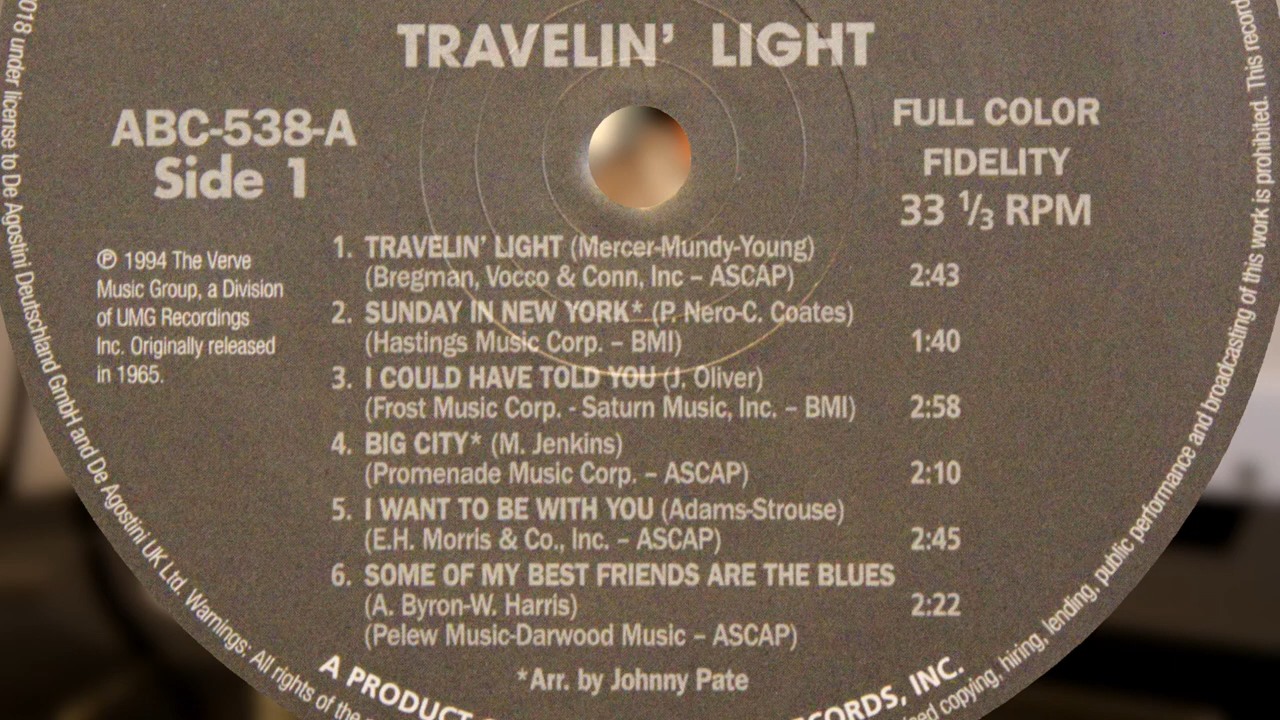 TRAVELIN' LIGHT
ABC-538-A
Side 1
FULL COLOR
FIDELITY
33 1/3 RPM
℗ 1994 The Verve
Music Group, a Division
of UMG Recordings
Inc. Originally released
in 1965.
1. TRAVELIN' LIGHT (Mercer-Mundy-Young)
(Bregman, Vocco & Conn, Inc – ASCAP) 2:43
2. SUNDAY IN NEW YORK* (P. Nero-C. Coates)
(Hastings Music Corp. – BMI) 1:40
3. I COULD HAVE TOLD YOU (J. Oliver)
(Frost Music Corp. - Saturn Music, Inc. – BMI) 2:58
4. BIG CITY* (M. Jenkins)
(Promenade Music Corp. – ASCAP) 2:10
5. I WANT TO BE WITH YOU (Adams-Strouse)
(E.H. Morris & Co., Inc. – ASCAP) 2:45
6. SOME OF MY BEST FRIENDS ARE THE BLUES
(A. Byron-W. Harris) 2:22
(Pelew Music-Darwood Music – ASCAP)
*Arr. by Johnny Pate
A PRODUCT
CORDS, INC.
018 under license to De Agostini Deutschland GmbH and De Agostini UK Ltd. Warnings: All rights of the
copying, hiring, lending, public performance and broadcasting of this work is prohibited. This record